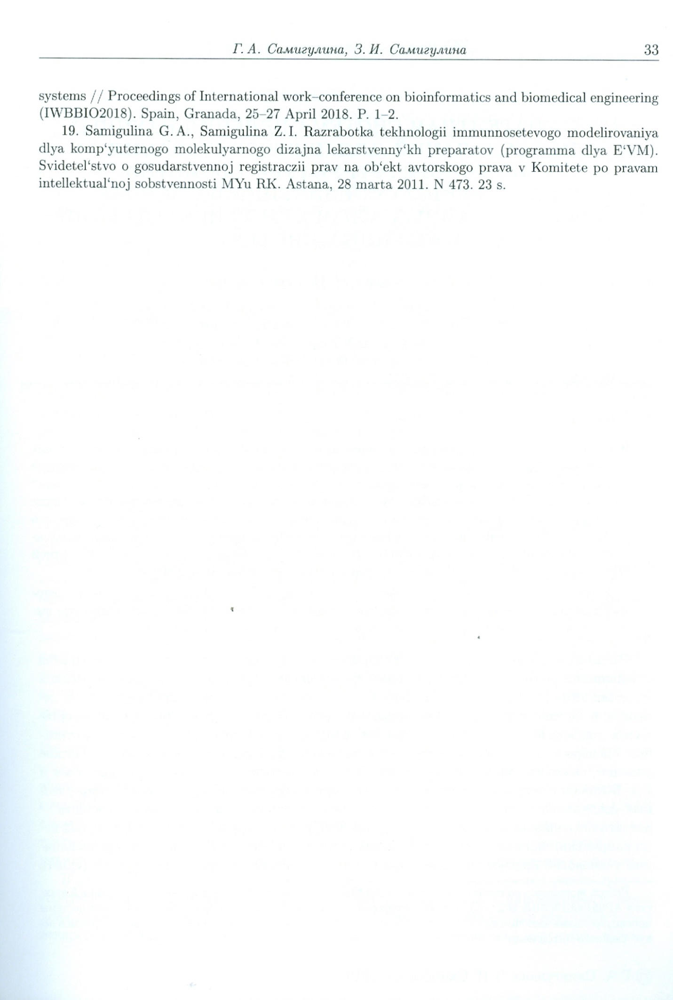 Г. А. Самигулина, З. И. Самигулина 33
systems // Proceedings of International work–conference on bioinformatics and biomedical engineering
(IWBBIO2018). Spain, Granada, 25–27 April 2018. P. 1–2.
19. Samigulina G. A., Samigulina Z. I. Razrabotka tekhnologii immunnosetevogo modelirovaniya
dlya komp‘yuternogo molekulyarnogo dizajna lekarstvenny‘kh preparatov (programma dlya E‘VM).
Svidetel‘stvo o gosudarstvennoj registraczii prav na ob‘ekt avtorskogo prava v Komitete po pravam
intellektual‘noj sobstvennosti MYu RK. Astana, 28 marta 2011. N 473. 23 s.